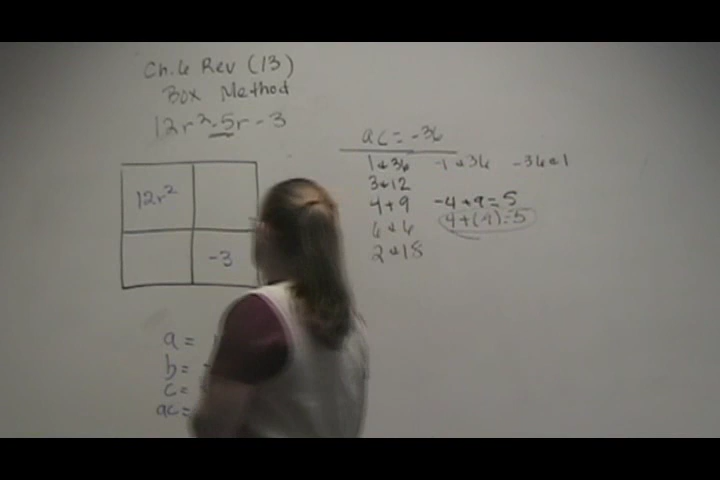 Ch.6 Rev (13)
Box Method
12r²-5r-3
12r²
-3
a =
b = -
c =
ac=
ac = -36
1 & 36 -1 & 36 -36 & 1
3 & 12
4 + 9 -4 + 9 = 5
6 & 6 4 + (-9) = -5
2 & 18